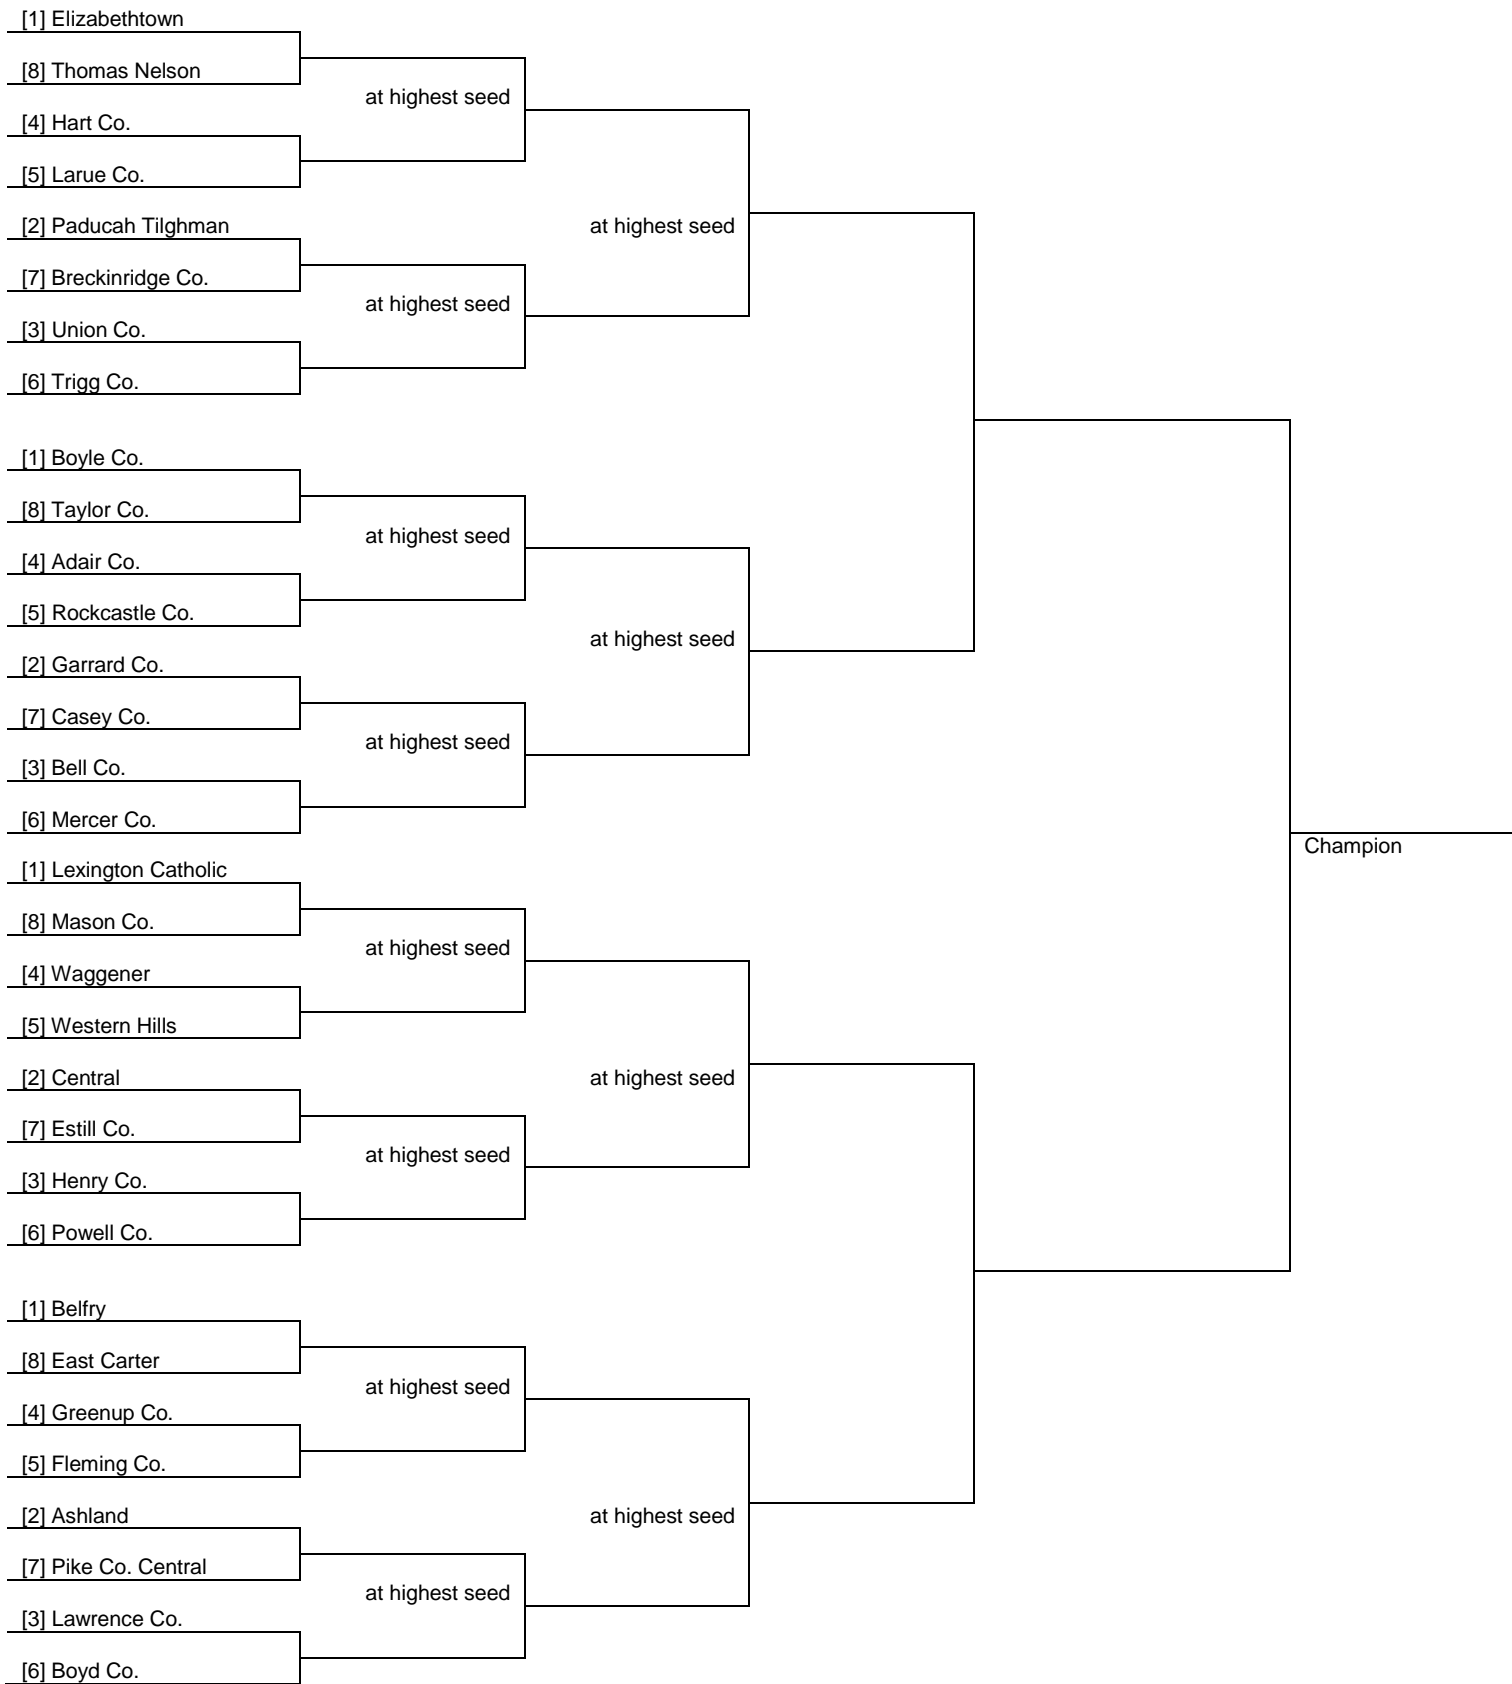 [1] Elizabethtown
[8] Thomas Nelson
at highest seed
[4] Hart Co.
[5] Larue Co.
[2] Paducah Tilghman
at highest seed
[7] Breckinridge Co.
at highest seed
[3] Union Co.
[6] Trigg Co.
[1] Boyle Co.
[8] Taylor Co.
at highest seed
[4] Adair Co.
[5] Rockcastle Co.
at highest seed
[2] Garrard Co.
[7] Casey Co.
at highest seed
[3] Bell Co.
[6] Mercer Co.
Champion
[1] Lexington Catholic
[8] Mason Co.
at highest seed
[4] Waggener
[5] Western Hills
[2] Central
at highest seed
[7] Estill Co.
at highest seed
[3] Henry Co.
[6] Powell Co.
[1] Belfry
[8] East Carter
at highest seed
[4] Greenup Co.
[5] Fleming Co.
[2] Ashland
at highest seed
[7] Pike Co. Central
at highest seed
[3] Lawrence Co.
[6] Boyd Co.